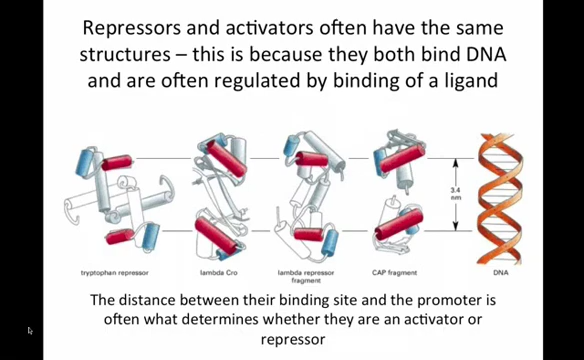 Repressors and activators often have the same
structures – this is because they both bind DNA
and are often regulated by binding of a ligand
3.4
nm
tryptophan repressor
lambda Cro
lambda repressor
fragment
CAP fragment
DNA
The distance between their binding site and the promoter is
often what determines whether they are an activator or
repressor